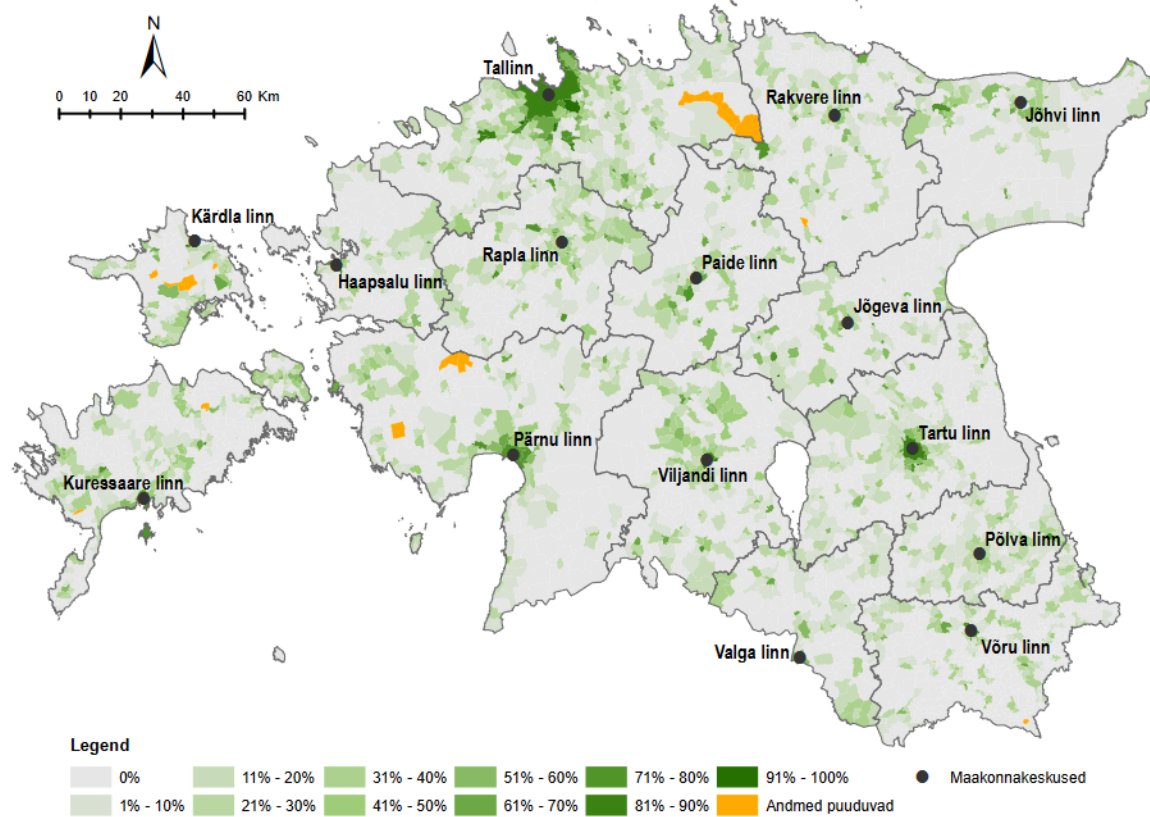 N
0 10 20 40 60 Km
Tallinn
Rakvere linn
Jõhvi linn
Kärdla linn
Haapsalu linn
Rapla linn
Paide linn
Jõgeva linn
Kuressaare linn
Pärnu linn
Viljandi linn
Tartu linn
Põlva linn
Valga linn
Võru linn
Legend
0% 11% - 20% 31% - 40% 51% - 60% 71% - 80% 91% - 100% Maakonnakeskused
1% - 10% 21% - 30% 41% - 50% 61% - 70% 81% - 90% Andmed puuduvad